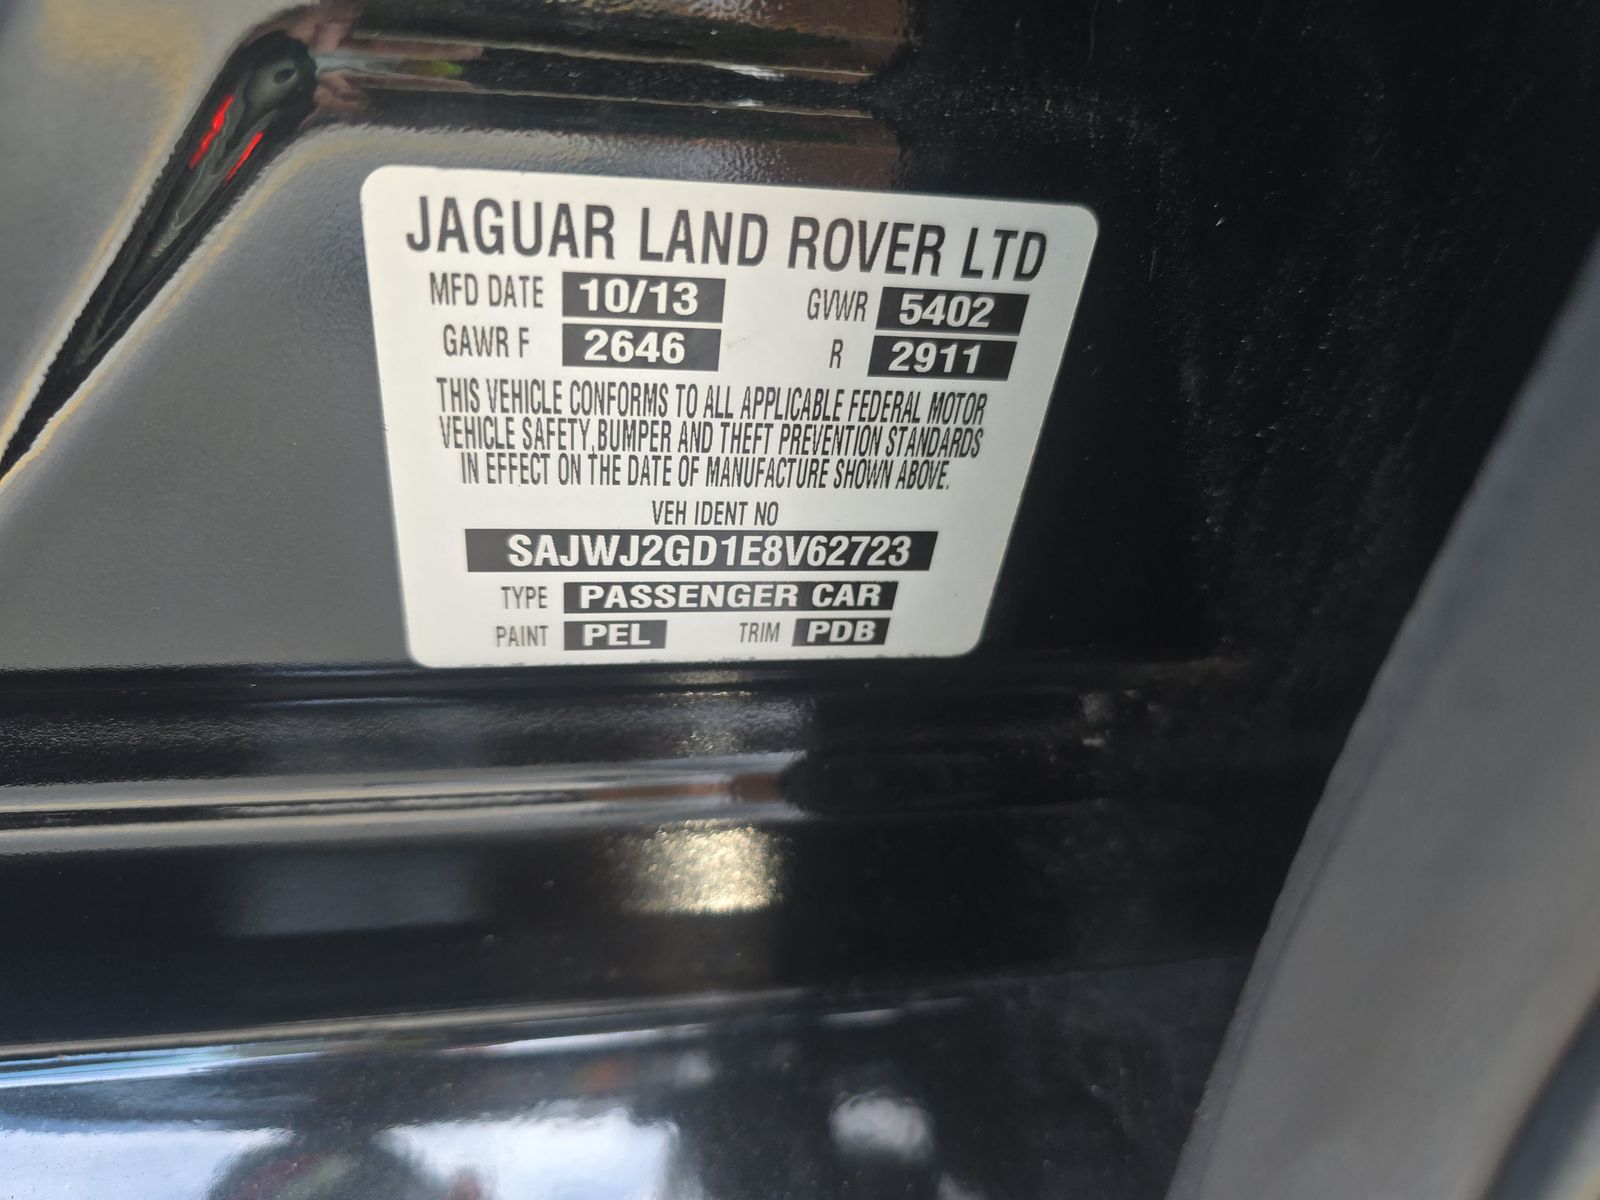 JAGUAR LAND ROVER LTD
MFD DATE 10/13 GVWR 5402
GAWR F 2646 R 2911
THIS VEHICLE CONFORMS TO ALL APPLICABLE FEDERAL MOTOR
VEHICLE SAFETY, BUMPER AND THEFT PREVENTION STANDARDS
IN EFFECT ON THE DATE OF MANUFACTURE SHOWN ABOVE.
VEH IDENT NO
SAJWJ2GD1E8V62723
TYPE PASSENGER CAR
PAINT PEL TRIM PDB